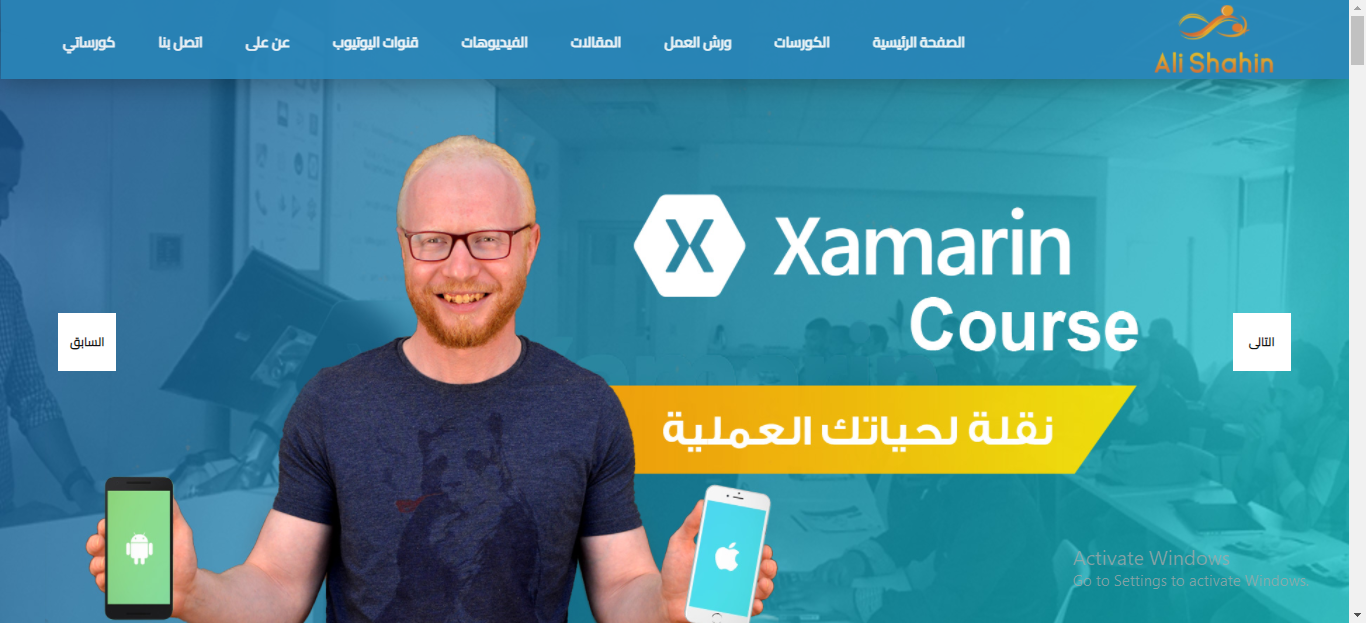 Ali Shahin
الصفحة الرئيسية
الكورسات
ورش العمل
المقالات
الفيديوهات
قنوات اليوتيوب
عن على
اتصل بنا
كورساتي
Xamarin
Course
التالى
السابق
نقلة لحياتك العملية
Activate Windows
Go to Settings to activate Windows.